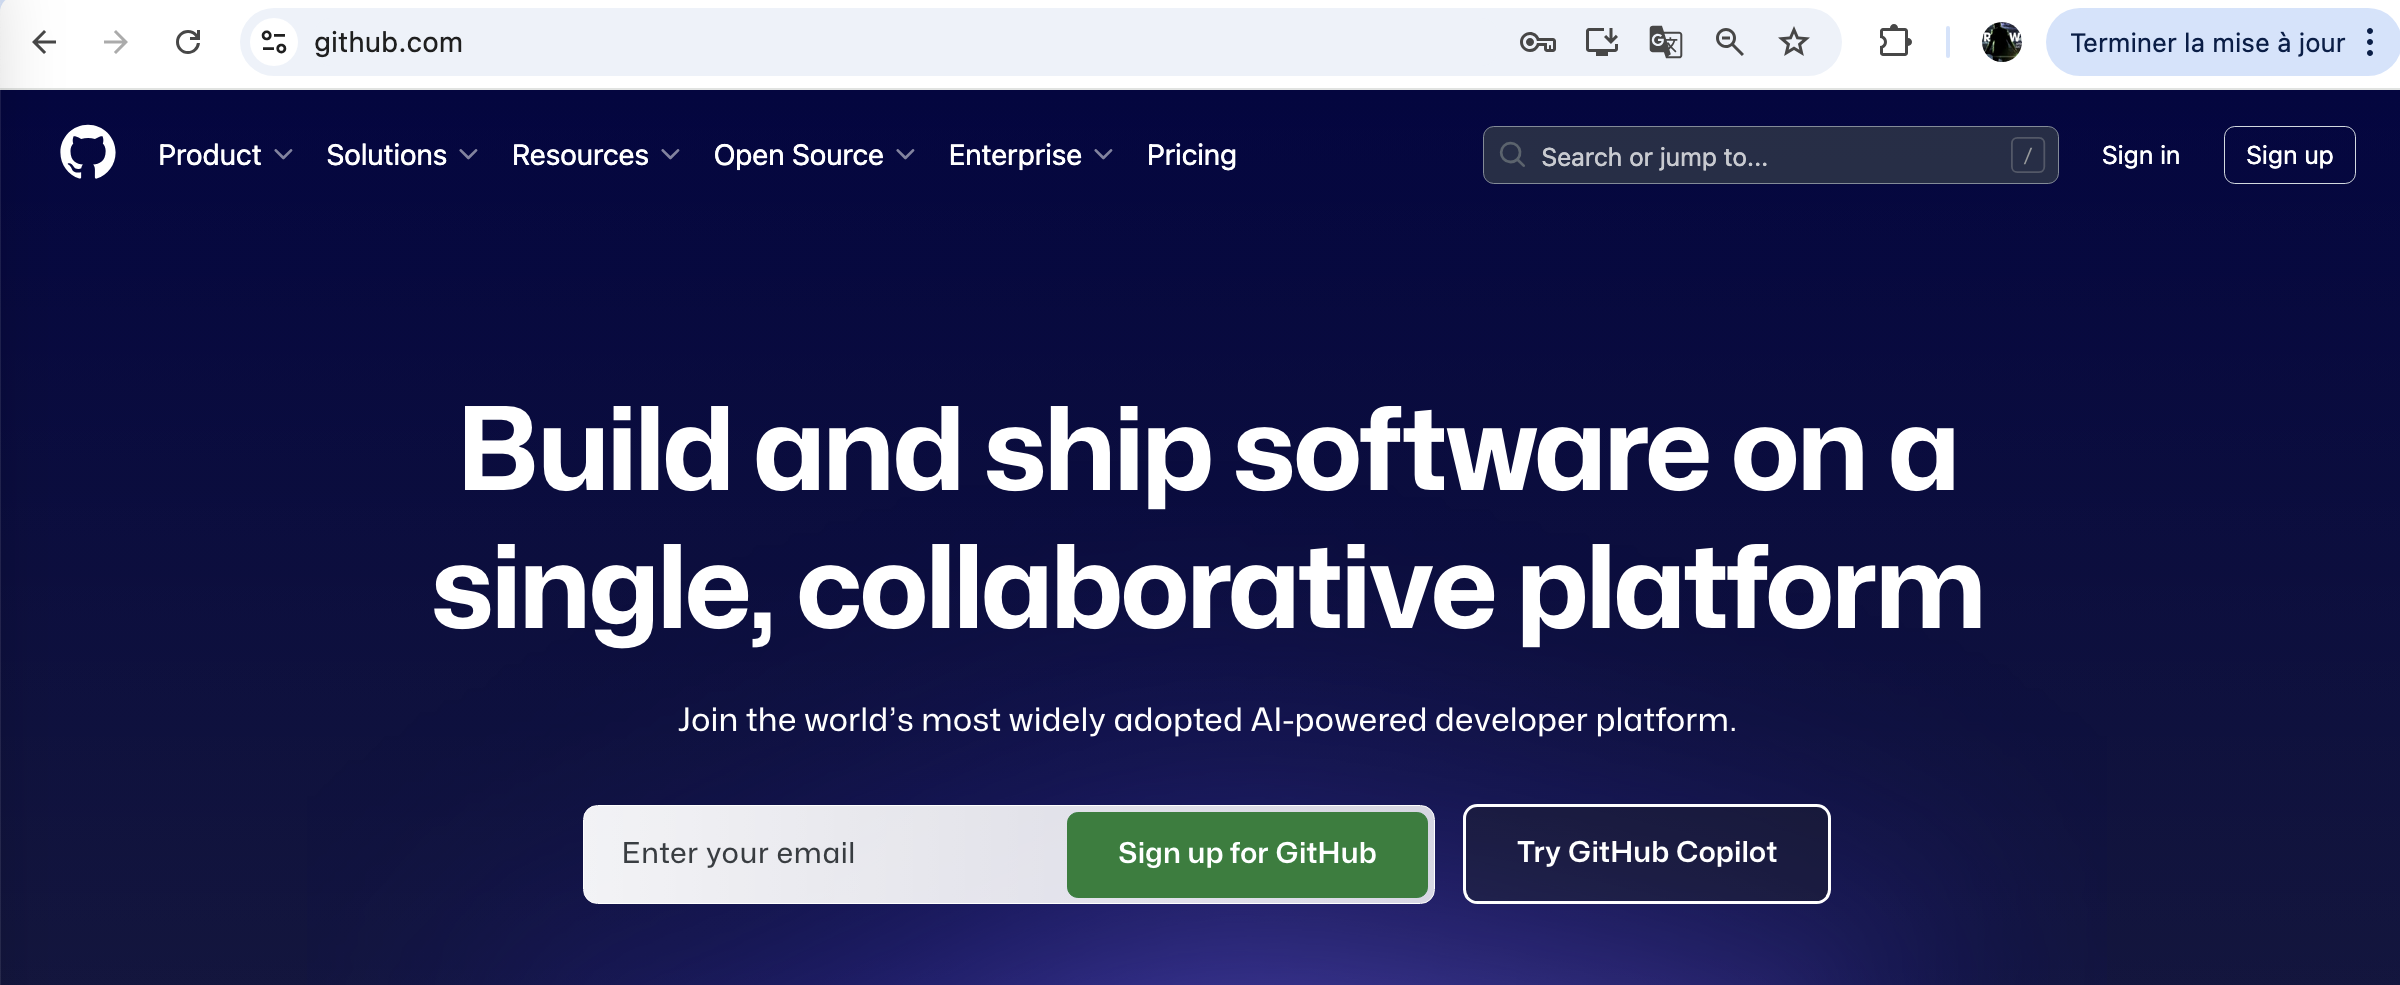 github.com
Terminer la mise à jour
Product
Solutions
Resources
Open Source
Enterprise
Pricing
Search or jump to...
/
Sign in
Sign up
Build and ship software on a
single, collaborative platform
Join the world’s most widely adopted AI-powered developer platform.
Enter your email
Sign up for GitHub
Try GitHub Copilot